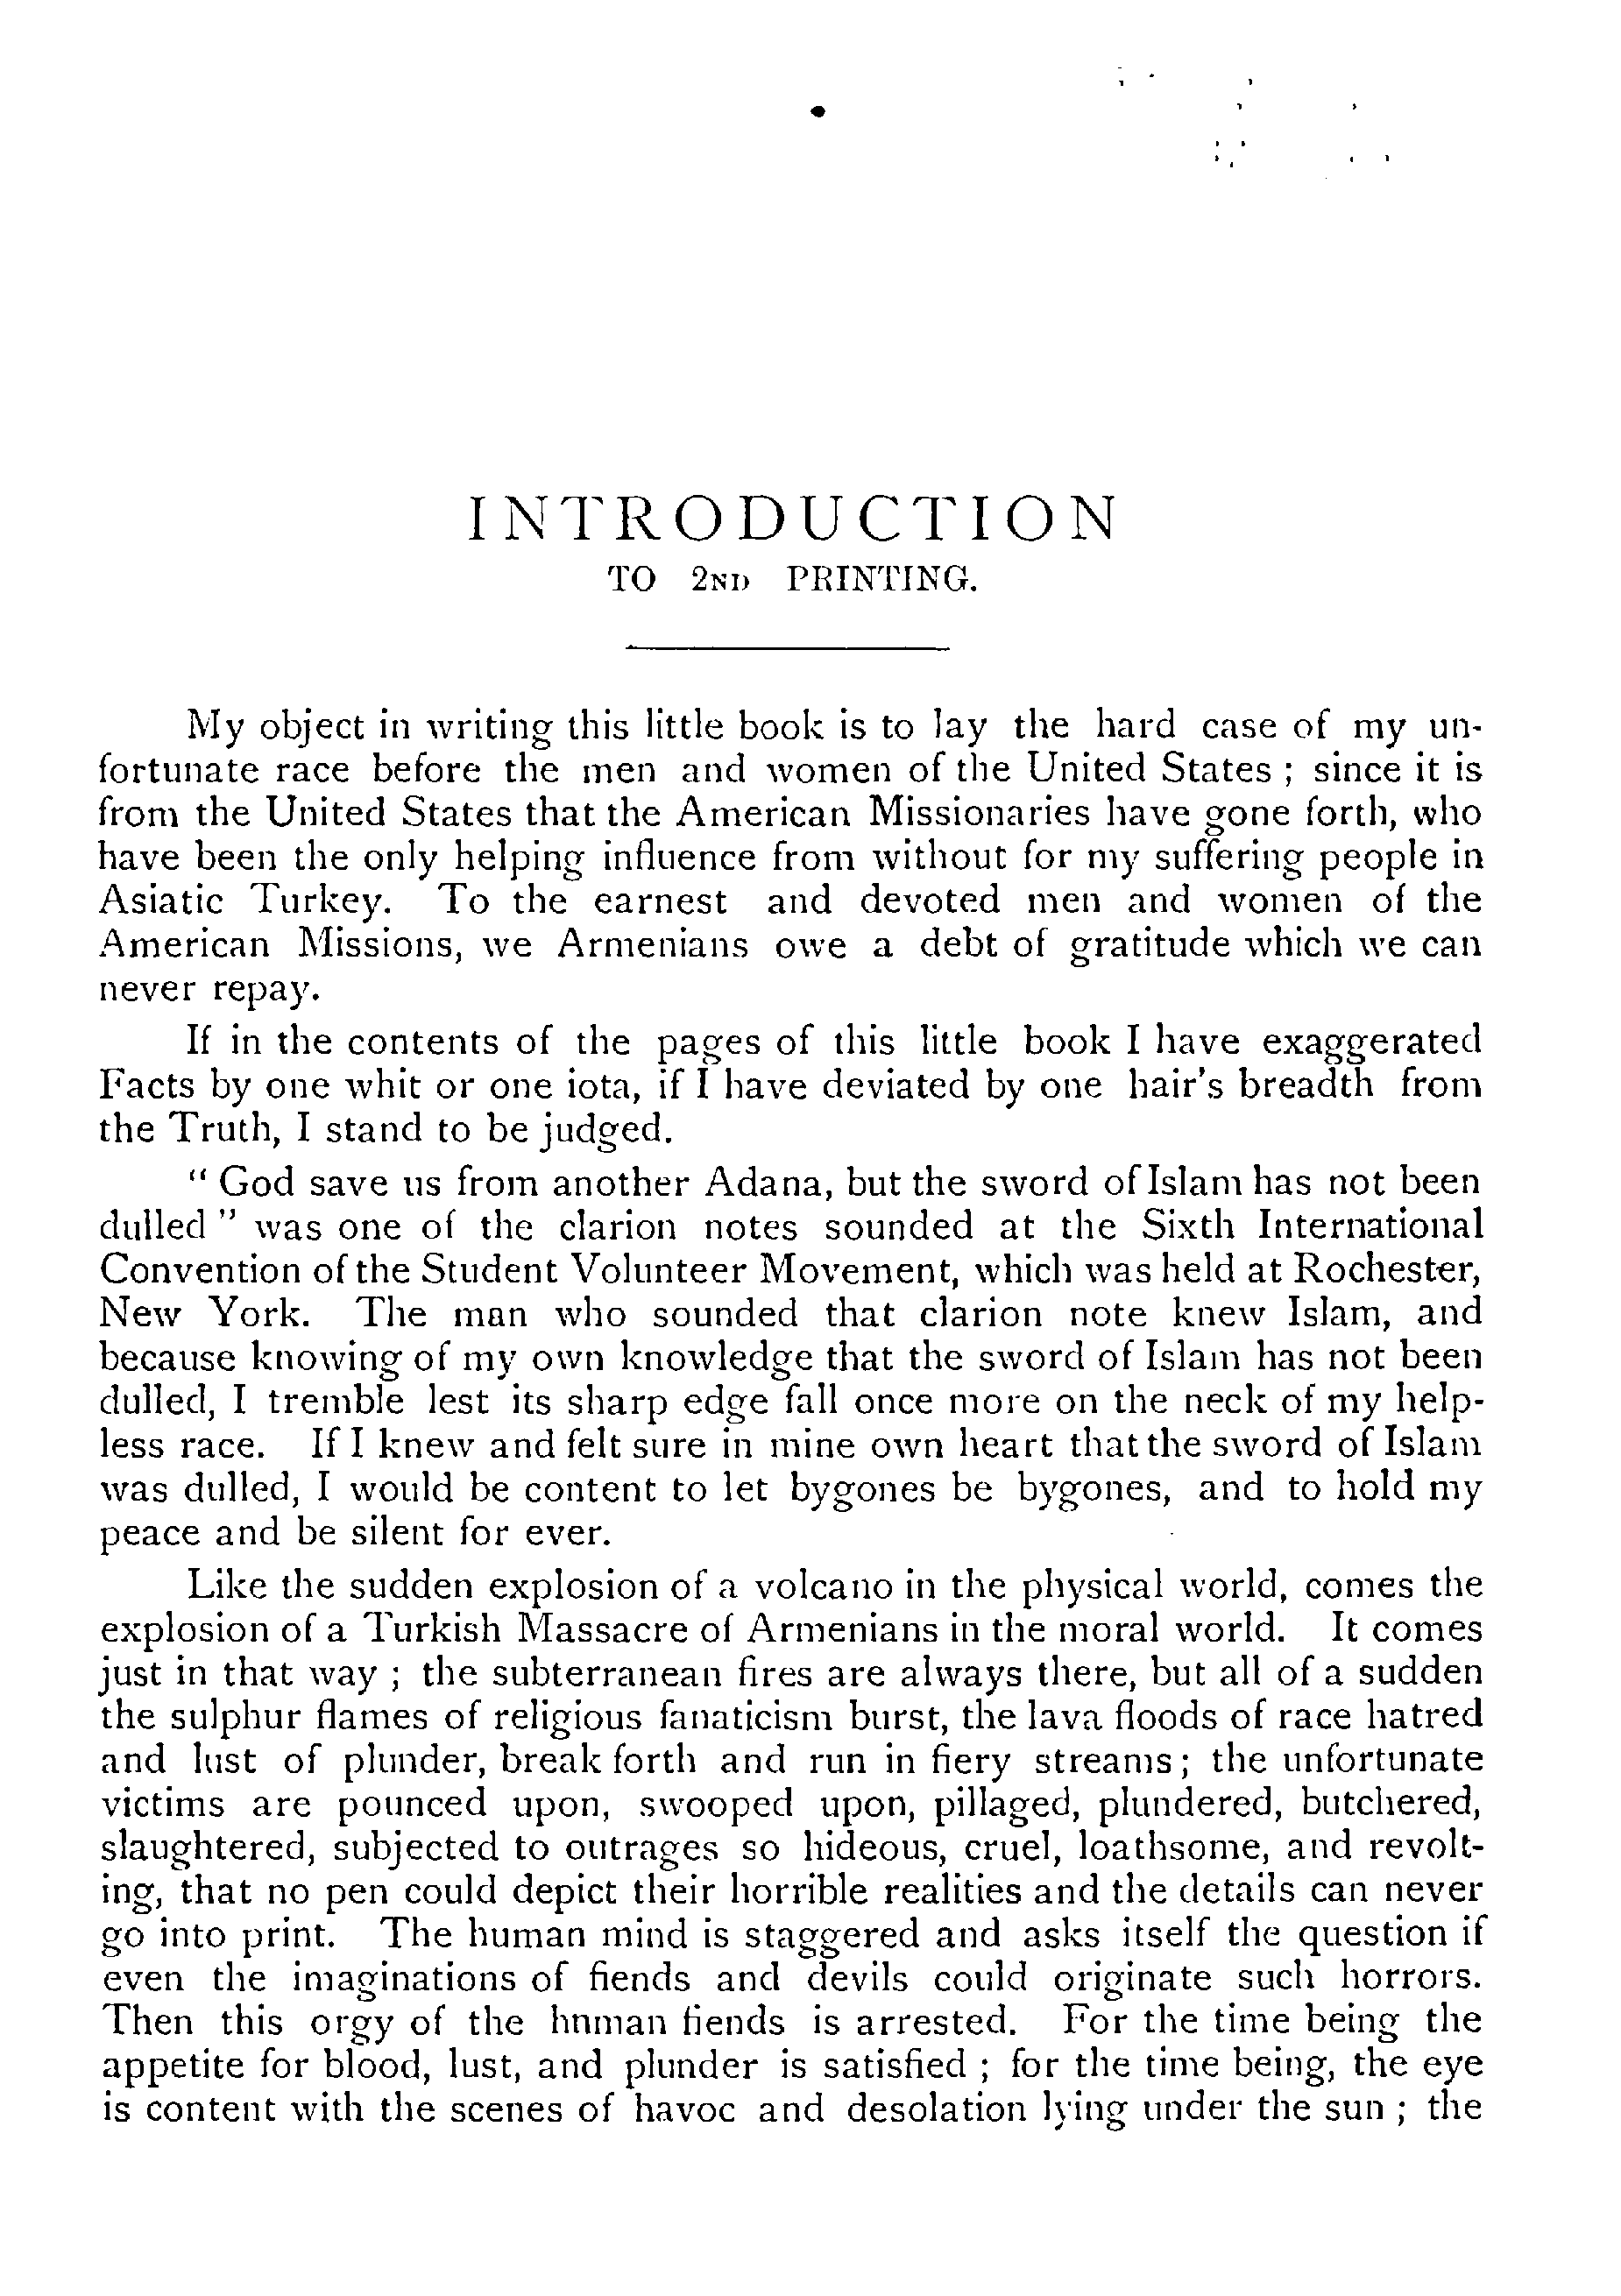 INTRODUCTION
TO 2ND PRINTING.
My object in writing this little book is to lay the hard case of my un-
fortunate race before the men and women of the United States ; since it is
from the United States that the American Missionaries have gone forth, who
have been the only helping influence from without for my suffering people in
Asiatic Turkey. To the earnest and devoted men and women of the
American Missions, we Armenians owe a debt of gratitude which we can
never repay.
If in the contents of the pages of this little book I have exaggerated
Facts by one whit or one iota, if I have deviated by one hair's breadth from
the Truth, I stand to be judged.
" God save us from another Adana, but the sword of Islam has not been
dulled " was one of the clarion notes sounded at the Sixth International
Convention of the Student Volunteer Movement, which was held at Rochester,
New York. The man who sounded that clarion note knew Islam, and
because knowing of my own knowledge that the sword of Islam has not been
dulled, I tremble lest its sharp edge fall once more on the neck of my help-
less race. If I knew and felt sure in mine own heart that the sword of Islam
was dulled, I would be content to let bygones be bygones, and to hold my
peace and be silent for ever.
Like the sudden explosion of a volcano in the physical world, comes the
explosion of a Turkish Massacre of Armenians in the moral world. It comes
just in that way ; the subterranean fires are always there, but all of a sudden
the sulphur flames of religious fanaticism burst, the lava floods of race hatred
and lust of plunder, break forth and run in fiery streams; the unfortunate
victims are pounced upon, swooped upon, pillaged, plundered, butchered,
slaughtered, subjected to outrages so hideous, cruel, loathsome, and revolt-
ing, that no pen could depict their horrible realities and the details can never
go into print. The human mind is staggered and asks itself the question if
even the imaginations of fiends and devils could originate such horrors.
Then this orgy of the hnman fiends is arrested. For the time being the
appetite for blood, lust, and plunder is satisfied ; for the time being, the eye
is content with the scenes of havoc and desolation lying under the sun ; the